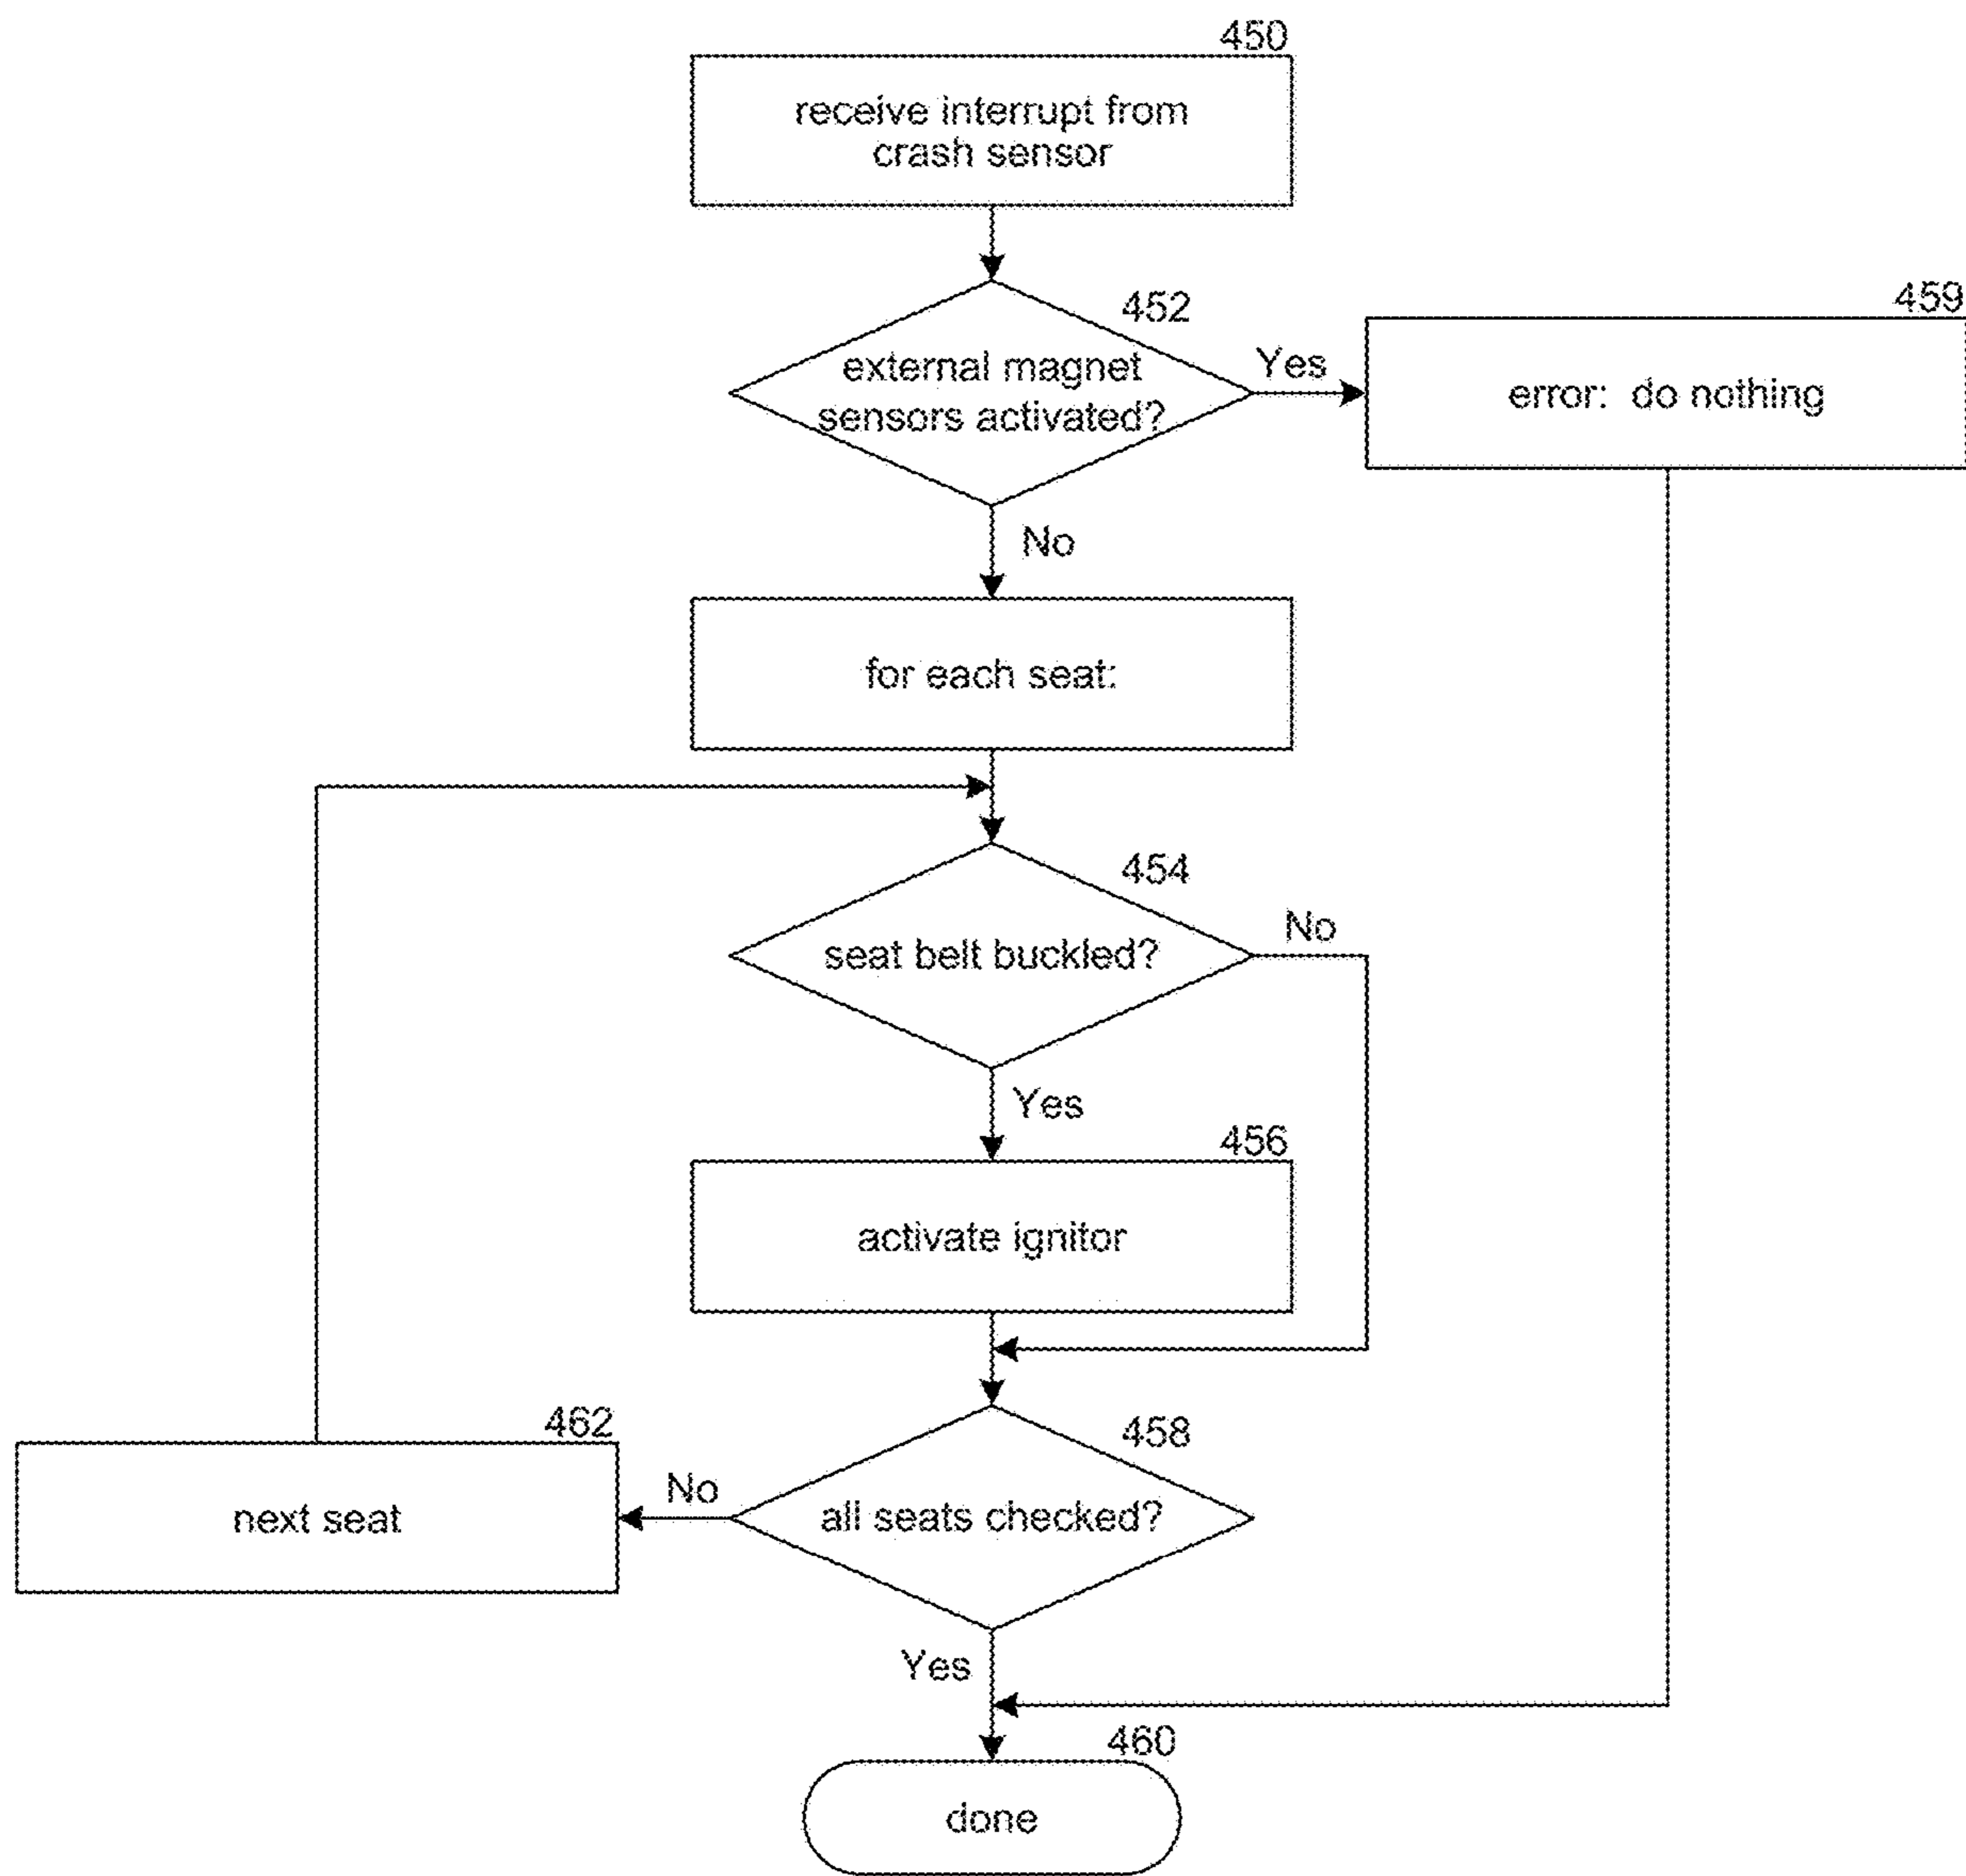 450
receive interrupt from
crash sensor
452
external magnet
sensors activated?
Yes
459
error: do nothing
No
for each seat:
454
seat belt buckled?
No
Yes
456
activate ignitor
462
next seat
No
458
all seats checked?
Yes
460
done